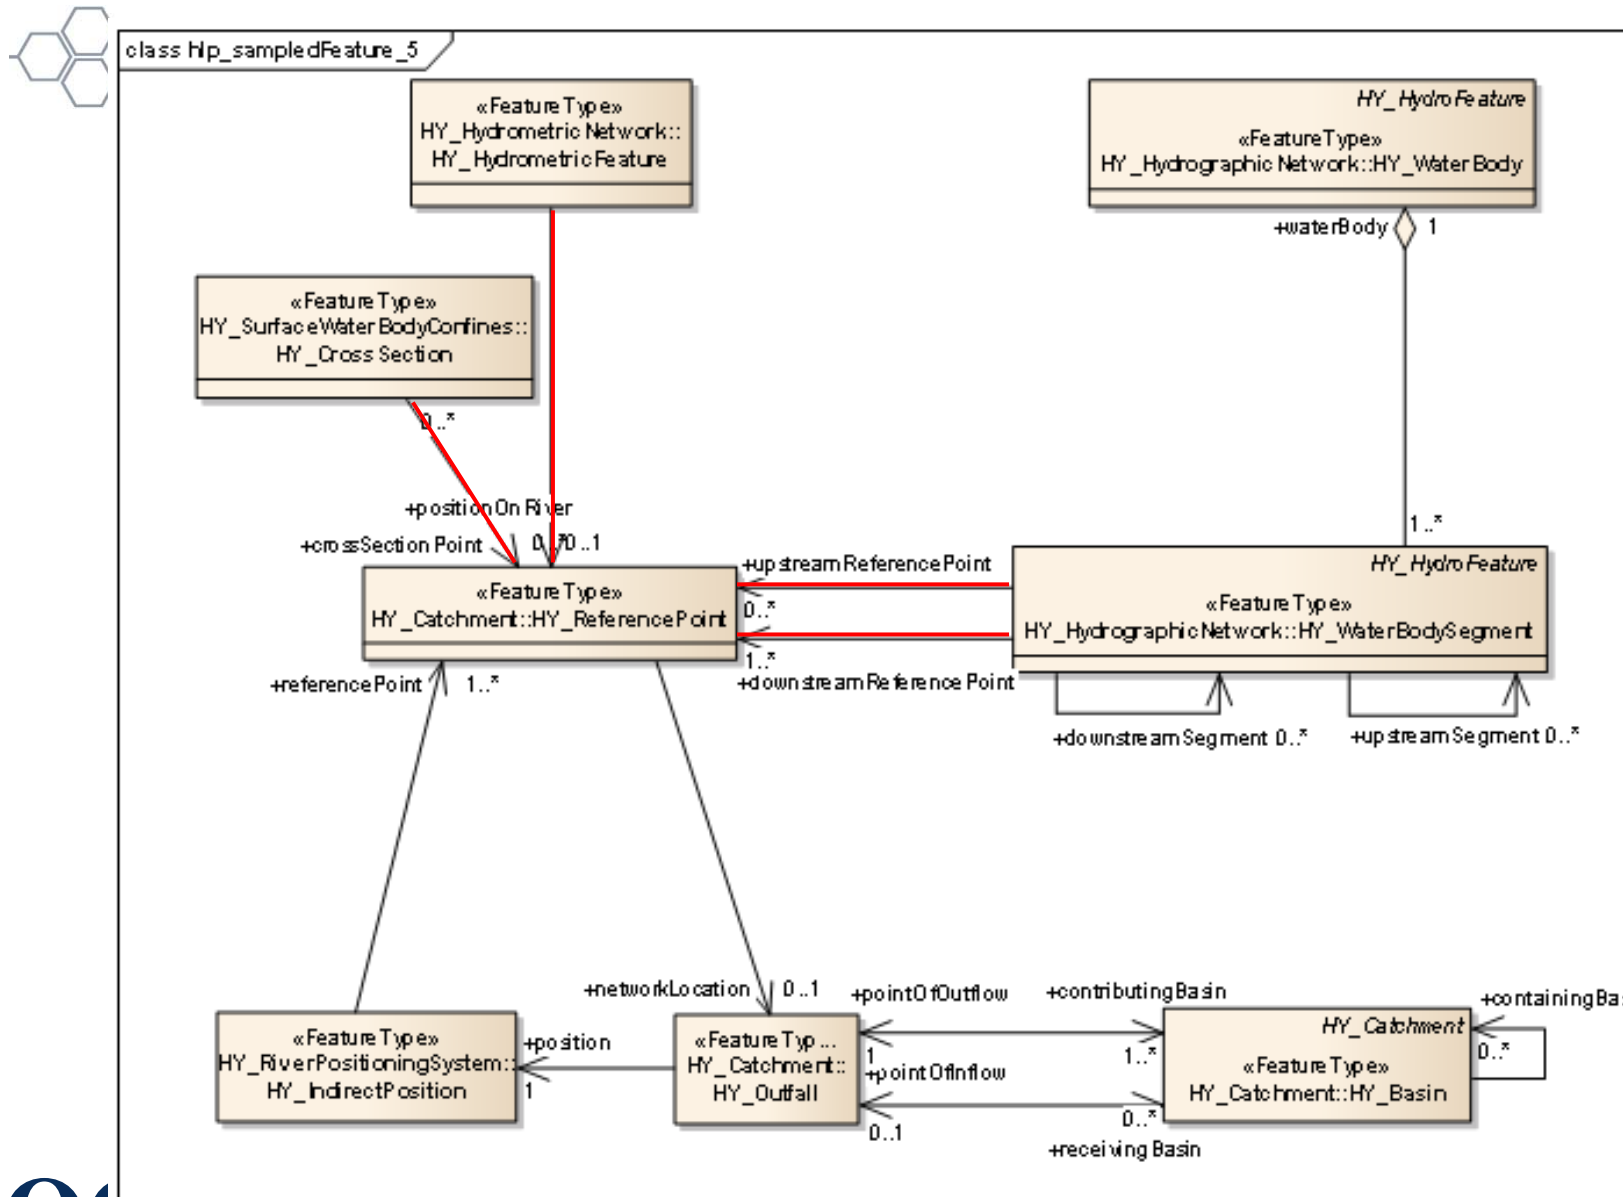 class hlp_sampledFeature_5
«FeatureType»
HY_HydrometricNetwork::
HY_HydrometricFeature
HY_HydroFeature
«FeatureType»
HY_HydrographicNetwork::HY_WaterBody
+waterBody 1
«FeatureType»
HY_SurfaceWaterBodyConfines::
HY_CrossSection
0..*
+positionOnRiver
+crossSectionPoint
0..1
1..*
«FeatureType»
HY_Catchment::HY_ReferencePoint
+upstreamReferencePoint
0..*
1..*
+downstreamReferencePoint
HY_HydroFeature
«FeatureType»
HY_HydrographicNetwork::HY_WaterBodySegment
+referencePoint 1..*
+downstreamSegment 0..*
+upstreamSegment 0..*
+networkLocation 0..1
+pointOfOutflow
+contributingBasin
+containingBa
«FeatureType»
HY_RiverPositioningSystem::
HY_IndirectPosition
+position
1
«FeatureTyp...
HY_Catchment::
HY_Outfall
1
1..*
+pointOfInflow
0..1
0..*
+receivingBasin
HY_Catchment
«FeatureType»
HY_Catchment::HY_Basin
0..*